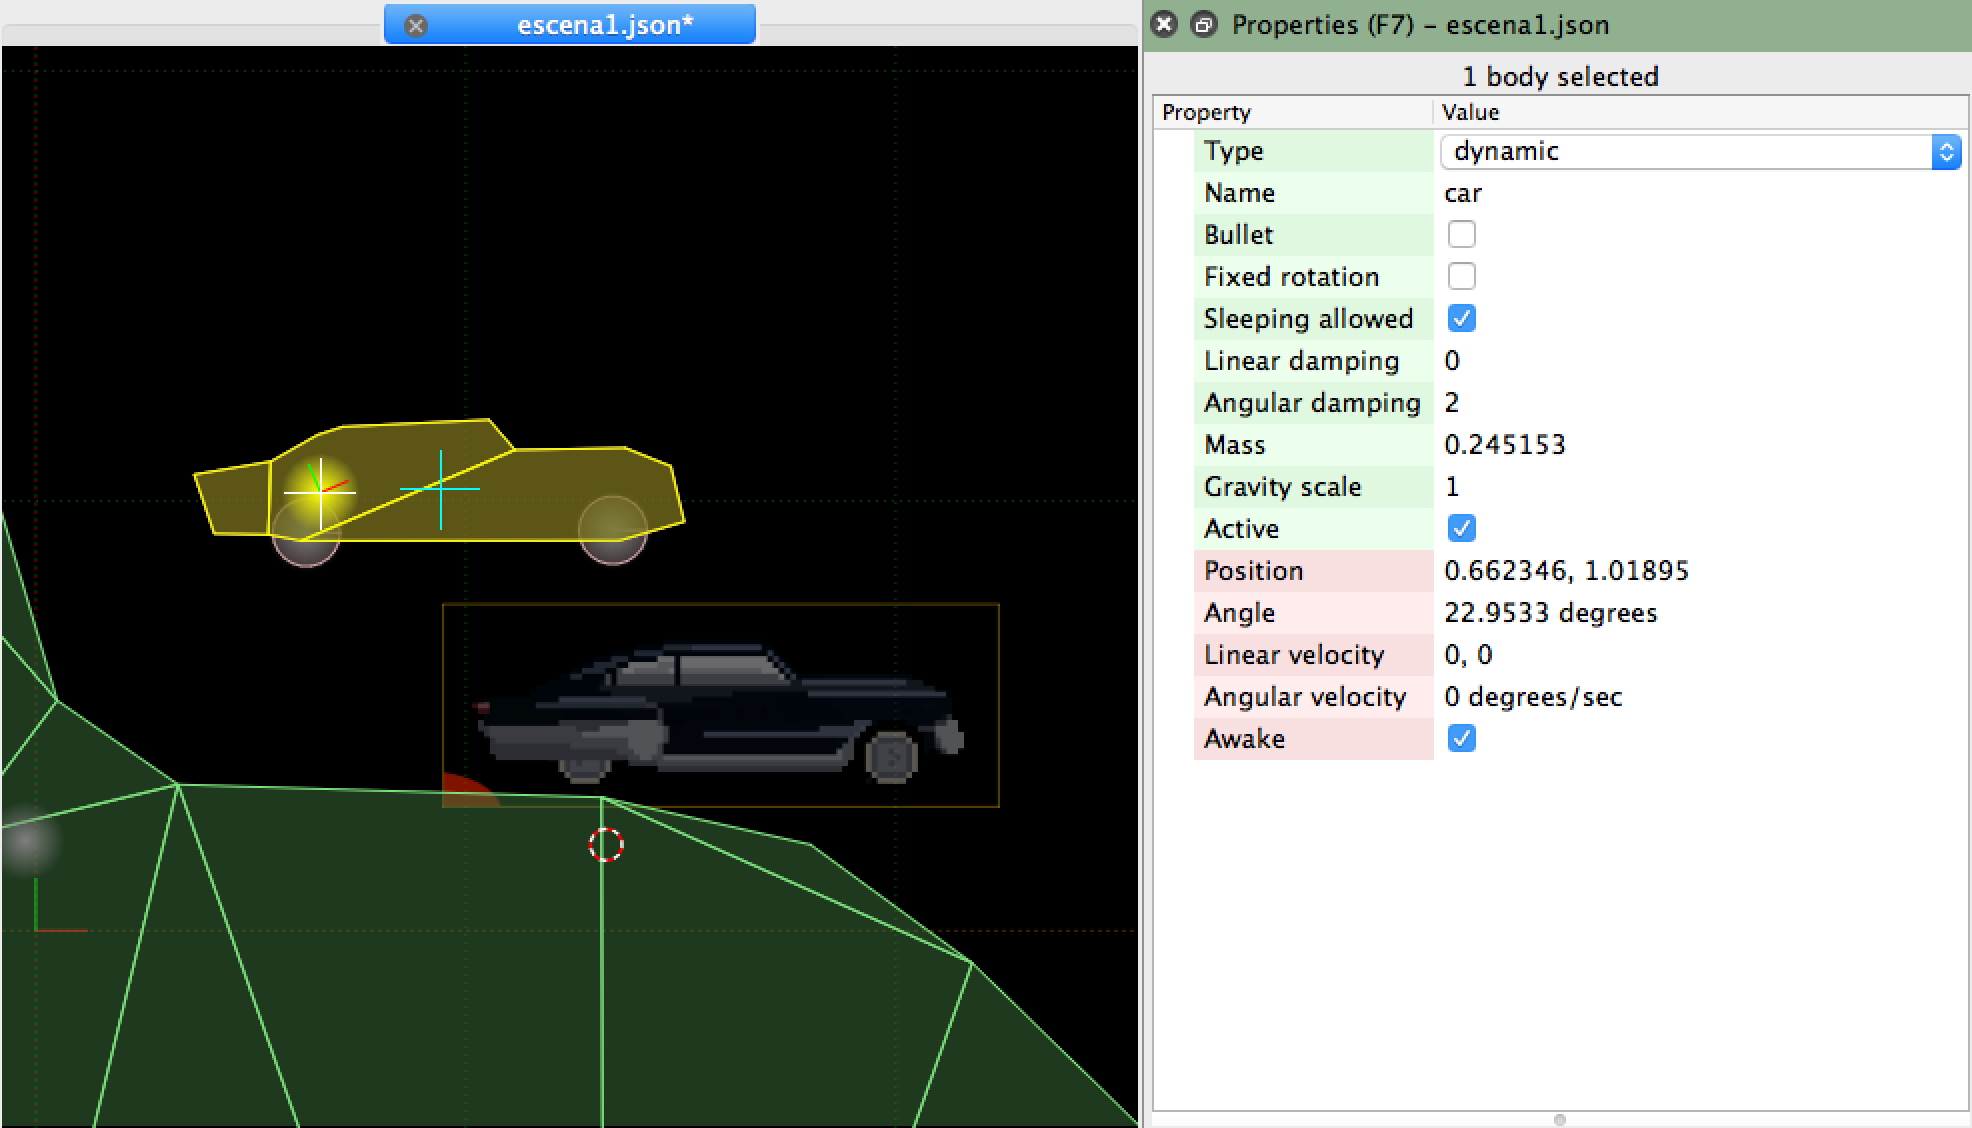 escena1.json*
Properties (F7) - escena1.json
1 body selected
Property Value
Type dynamic
Name car
Bullet
Fixed rotation
Sleeping allowed
Linear damping 0
Angular damping 2
Mass 0.245153
Gravity scale 1
Active
Position 0.662346, 1.01895
Angle 22.9533 degrees
Linear velocity 0, 0
Angular velocity 0 degrees/sec
Awake